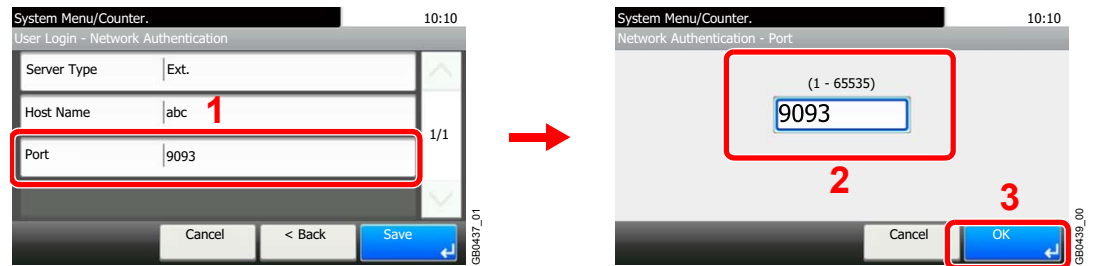 System Menu/Counter.
10:10
User Login - Network Authentication
Server Type
Ext.
Host Name
abc
1
1/1
Port
9093
Cancel
< Back
Save
GB0437_01
System Menu/Counter.
10:10
Network Authentication - Port
(1 - 65535)
9093
2
3
Cancel
OK
GB0439_00